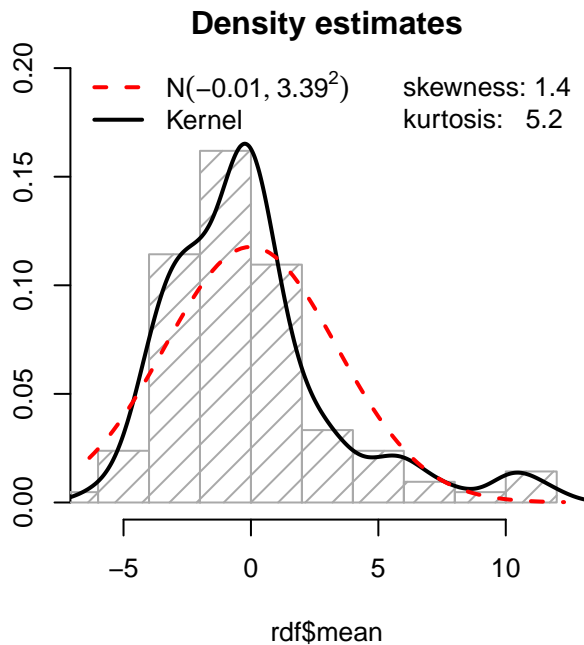 Density estimates
N(−0.01, 3.39²) skewness: 1.4
Kernel kurtosis: 5.2
0.20
0.15
0.10
0.05
0.00
−5 0 5 10
rdf$mean